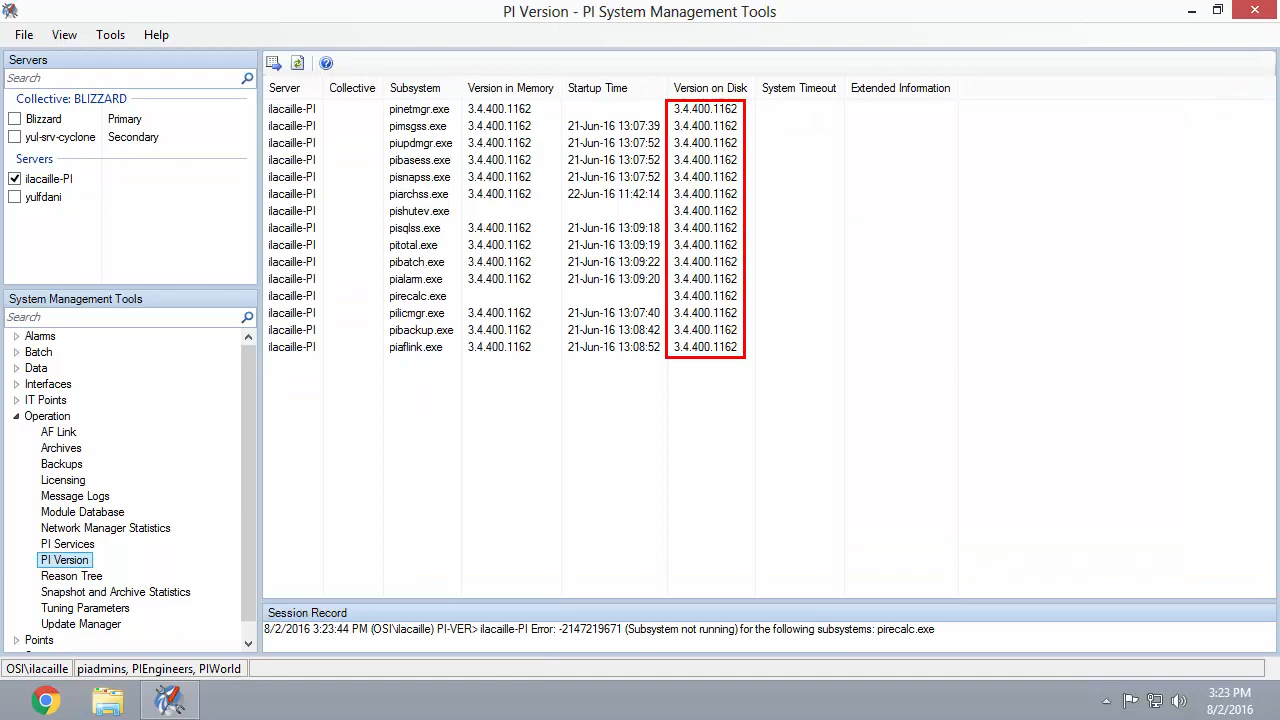 PI Version - PI System Management Tools
File View Tools Help
Servers
Search
Collective: BLIZZARD
Blizzard Primary
yul-srv-cyclone Secondary
Servers
ilacaille-PI
yulfdani
System Management Tools
Search
Alarms
Batch
Data
Interfaces
IT Points
Operation
AF Link
Archives
Backups
Licensing
Message Logs
Module Database
Network Manager Statistics
PI Services
PI Version
Reason Tree
Snapshot and Archive Statistics
Tuning Parameters
Update Manager
Points
Server Collective Subsystem Version in Memory Startup Time Version on Disk System Timeout Extended Information
ilacaille-PI pinetmgr.exe 3.4.400.1162 3.4.400.1162
ilacaille-PI pimsgss.exe 3.4.400.1162 21-Jun-16 13:07:39 3.4.400.1162
ilacaille-PI piupdmgr.exe 3.4.400.1162 21-Jun-16 13:07:52 3.4.400.1162
ilacaille-PI pibasess.exe 3.4.400.1162 21-Jun-16 13:07:52 3.4.400.1162
ilacaille-PI pisnapss.exe 3.4.400.1162 21-Jun-16 13:07:52 3.4.400.1162
ilacaille-PI piarchss.exe 3.4.400.1162 22-Jun-16 11:42:14 3.4.400.1162
ilacaille-PI pishutev.exe 3.4.400.1162
ilacaille-PI pisqlss.exe 3.4.400.1162 21-Jun-16 13:09:18 3.4.400.1162
ilacaille-PI pitotal.exe 3.4.400.1162 21-Jun-16 13:09:19 3.4.400.1162
ilacaille-PI pibatch.exe 3.4.400.1162 21-Jun-16 13:09:22 3.4.400.1162
ilacaille-PI pialarm.exe 3.4.400.1162 21-Jun-16 13:09:20 3.4.400.1162
ilacaille-PI pirecalc.exe 3.4.400.1162
ilacaille-PI pilicmgr.exe 3.4.400.1162 21-Jun-16 13:07:40 3.4.400.1162
ilacaille-PI pibackup.exe 3.4.400.1162 21-Jun-16 13:08:42 3.4.400.1162
ilacaille-PI piaflink.exe 3.4.400.1162 21-Jun-16 13:08:52 3.4.400.1162
Session Record
8/2/2016 3:23:44 PM (OSI\ilacaille) PI-VER> ilacaille-PI Error: -2147219671 (Subsystem not running) for the following subsystems: pirecalc.exe
OSI\ilacaille piadmins, PIEngineers, PIWorld
3:23 PM
8/2/2016